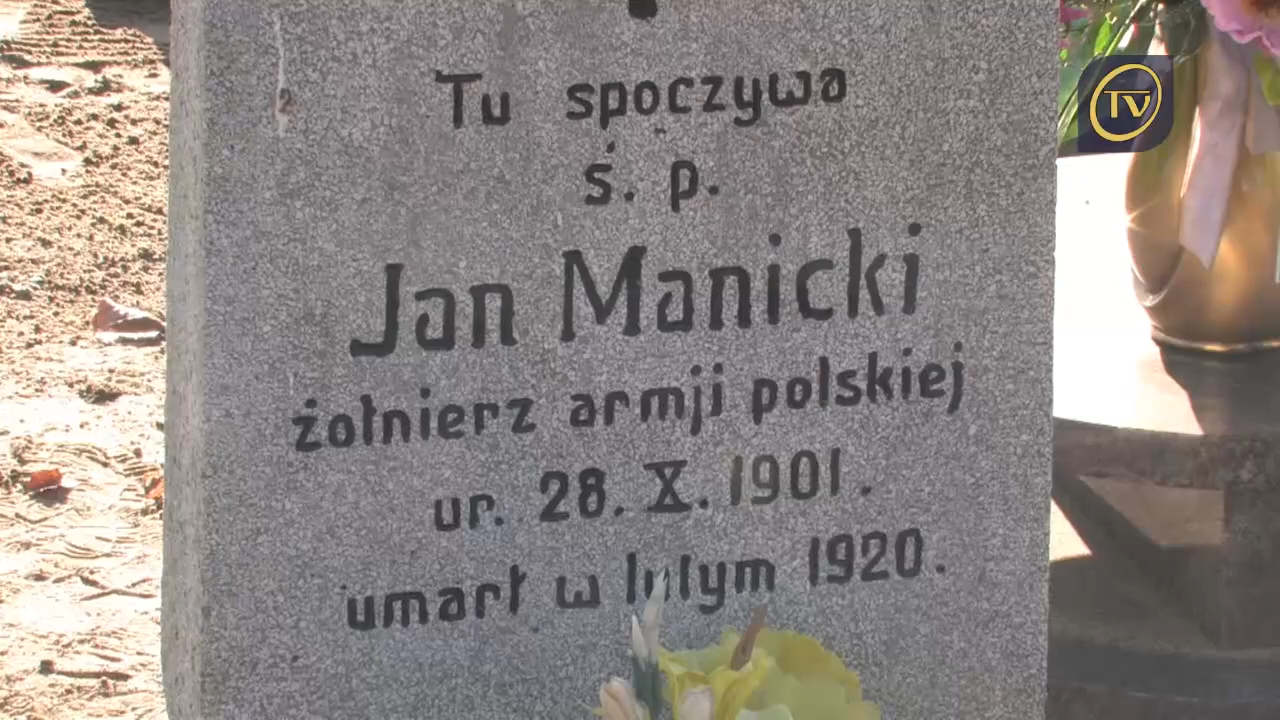 Tu spoczywa
ś. p.
Jan Manicki
żołnierz armji polskiej
ur. 28. X. 1901.
umarł w lutym 1920.
TV